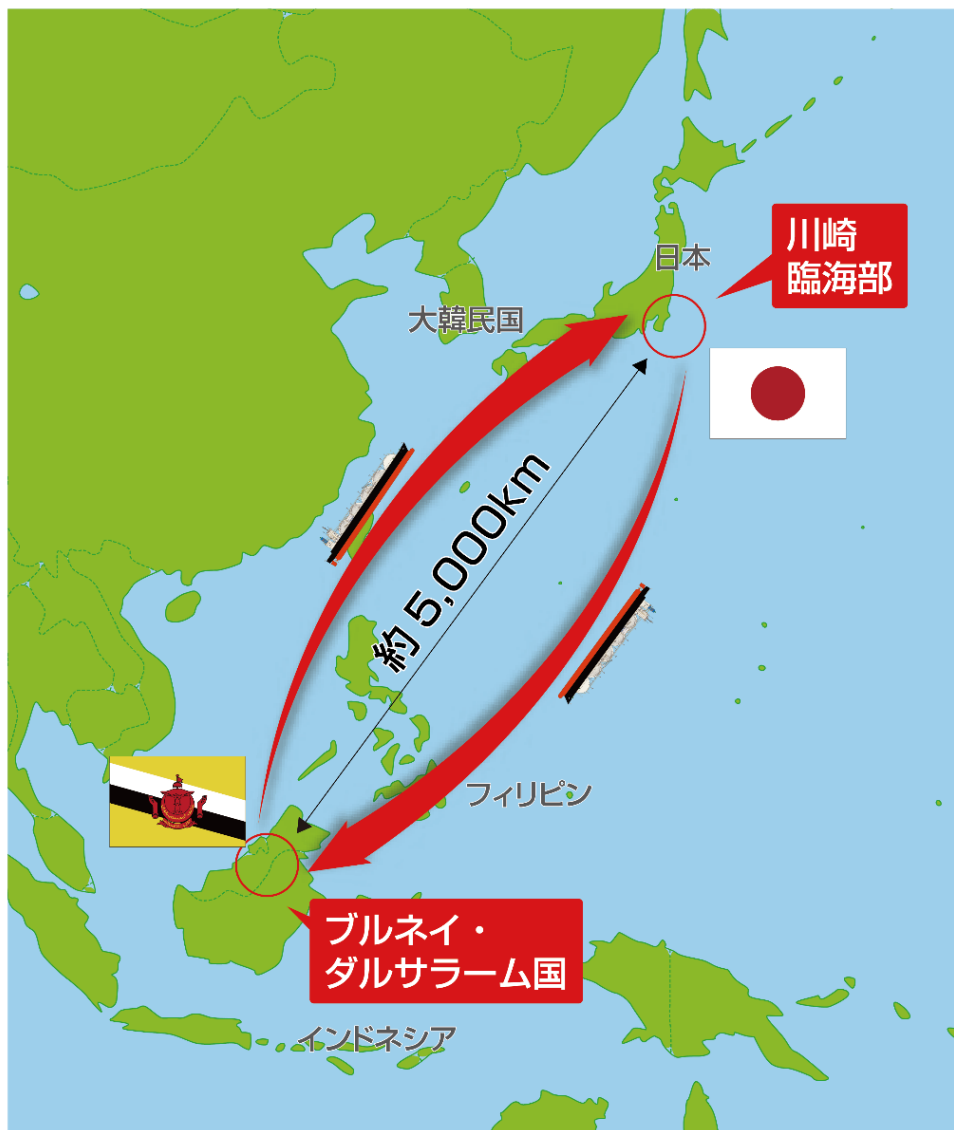 川崎
臨海部
日本
大韓民国
約5,000km
フィリピン
ブルネイ・
ダルサラーム国
インドネシア